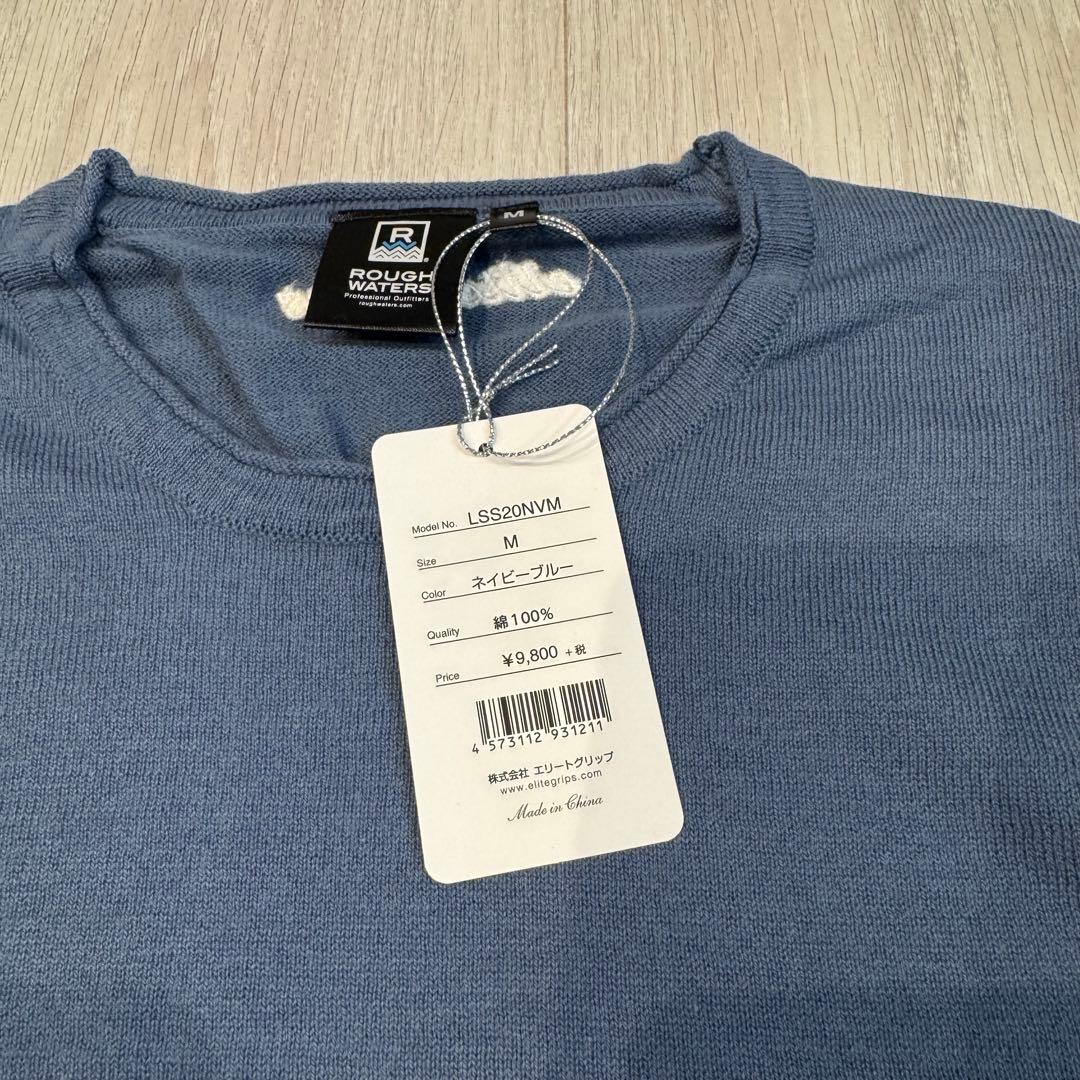 R
ROUGH
WATERS
Professional Outfitters
roughwaters.com
M
Model No. LSS20NVM
Size M
Color ネイビーブルー
Quality 綿100%
Price ¥9,800 +税
4 573112 931211
株式会社 エリートグリップ
www.elitegrips.com
Made in China